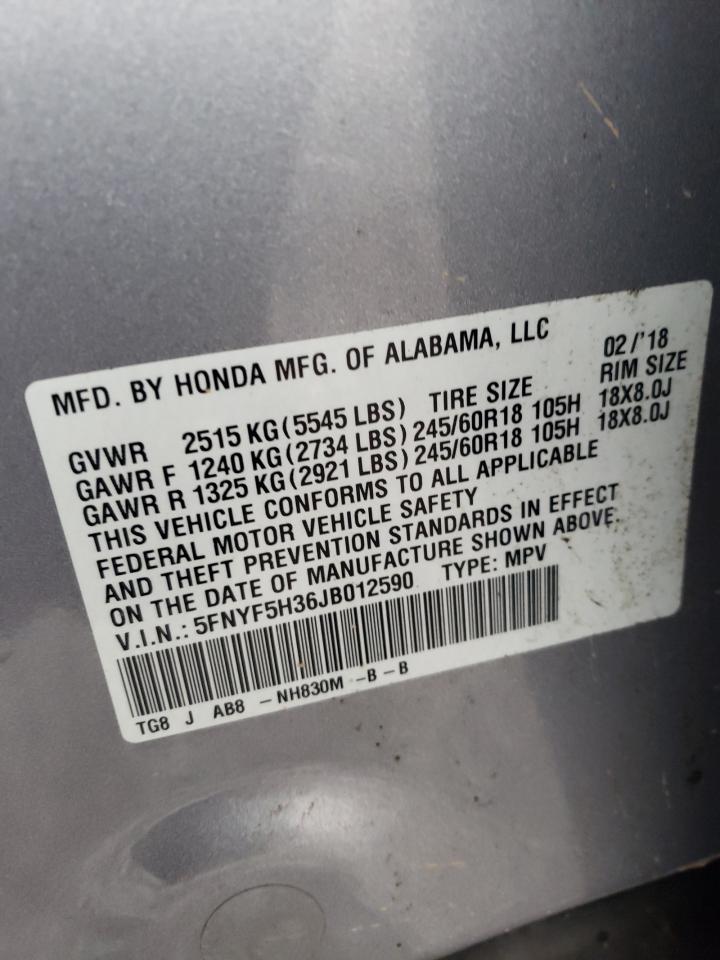 MFD. BY HONDA MFG. OF ALABAMA, LLC 02/'18
GVWR 2515 KG(5545 LBS) TIRE SIZE RIM SIZE
GAWR F 1240 KG(2734 LBS) 245/60R18 105H 18X8.0J
GAWR R 1325 KG(2921 LBS) 245/60R18 105H 18X8.0J
THIS VEHICLE CONFORMS TO ALL APPLICABLE
FEDERAL MOTOR VEHICLE SAFETY
AND THEFT PREVENTION STANDARDS IN EFFECT
ON THE DATE OF MANUFACTURE SHOWN ABOVE.
V.I.N.: 5FNYF5H36JB012590 TYPE: MPV
TG8 J AB8 -NH830M -B -B